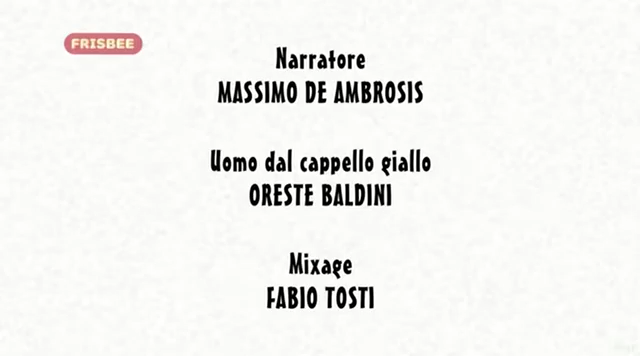 FRISBEE
Narratore
MASSIMO DE AMBROSIS
Uomo dal cappello giallo
ORESTE BALDINI
Mixage
FABIO TOSTI